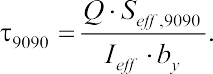 τ9090 = Q · Seff,9090 / Ieff · by .